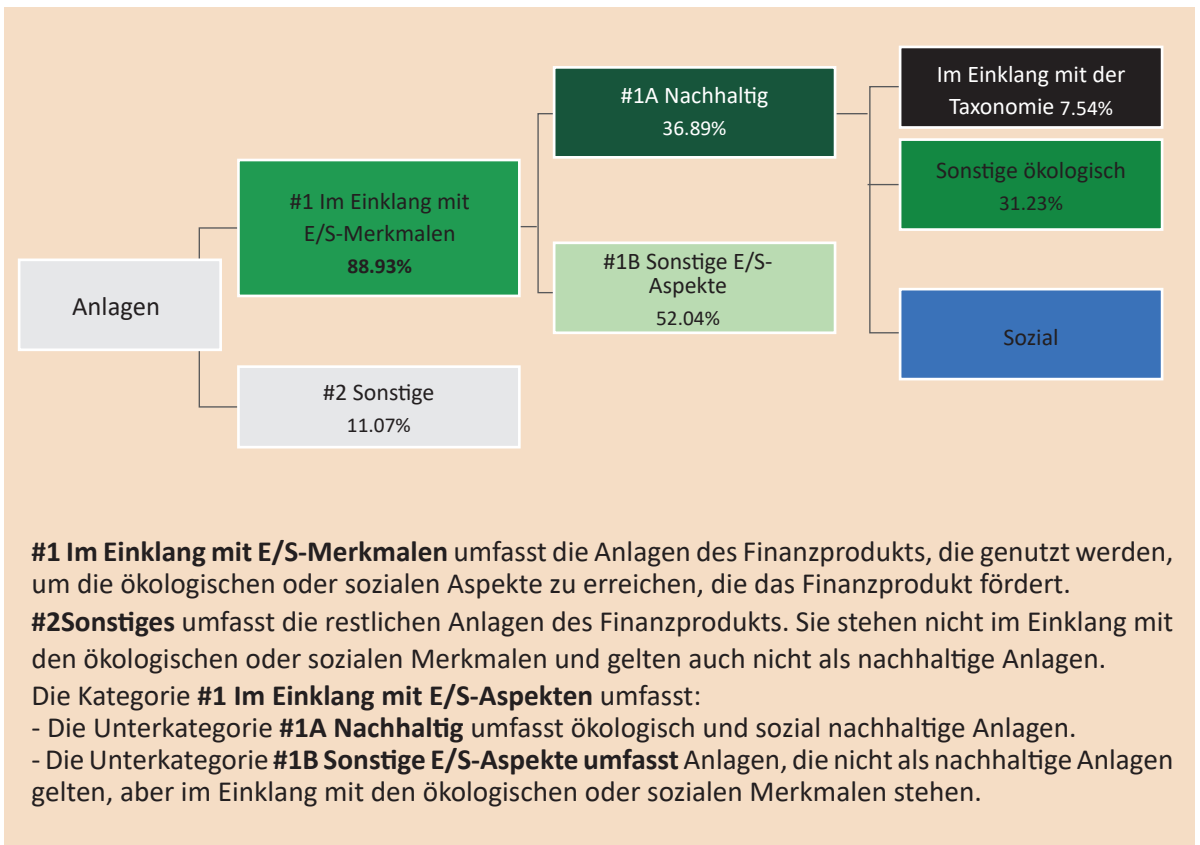 Anlagen
#1 Im Einklang mit
E/S-Merkmalen
88.93%
#2 Sonstige
11.07%
#1A Nachhaltig
36.89%
#1B Sonstige E/S-
Aspekte
52.04%
Im Einklang mit der
Taxonomie 7.54%
Sonstige ökologisch
31.23%
Sozial
#1 Im Einklang mit E/S-Merkmalen umfasst die Anlagen des Finanzprodukts, die genutzt werden,
um die ökologischen oder sozialen Aspekte zu erreichen, die das Finanzprodukt fördert.
#2Sonstiges umfasst die restlichen Anlagen des Finanzprodukts. Sie stehen nicht im Einklang mit
den ökologischen oder sozialen Merkmalen und gelten auch nicht als nachhaltige Anlagen.
Die Kategorie #1 Im Einklang mit E/S-Aspekten umfasst:
- Die Unterkategorie #1A Nachhaltig umfasst ökologisch und sozial nachhaltige Anlagen.
- Die Unterkategorie #1B Sonstige E/S-Aspekte umfasst Anlagen, die nicht als nachhaltige Anlagen
gelten, aber im Einklang mit den ökologischen oder sozialen Merkmalen stehen.